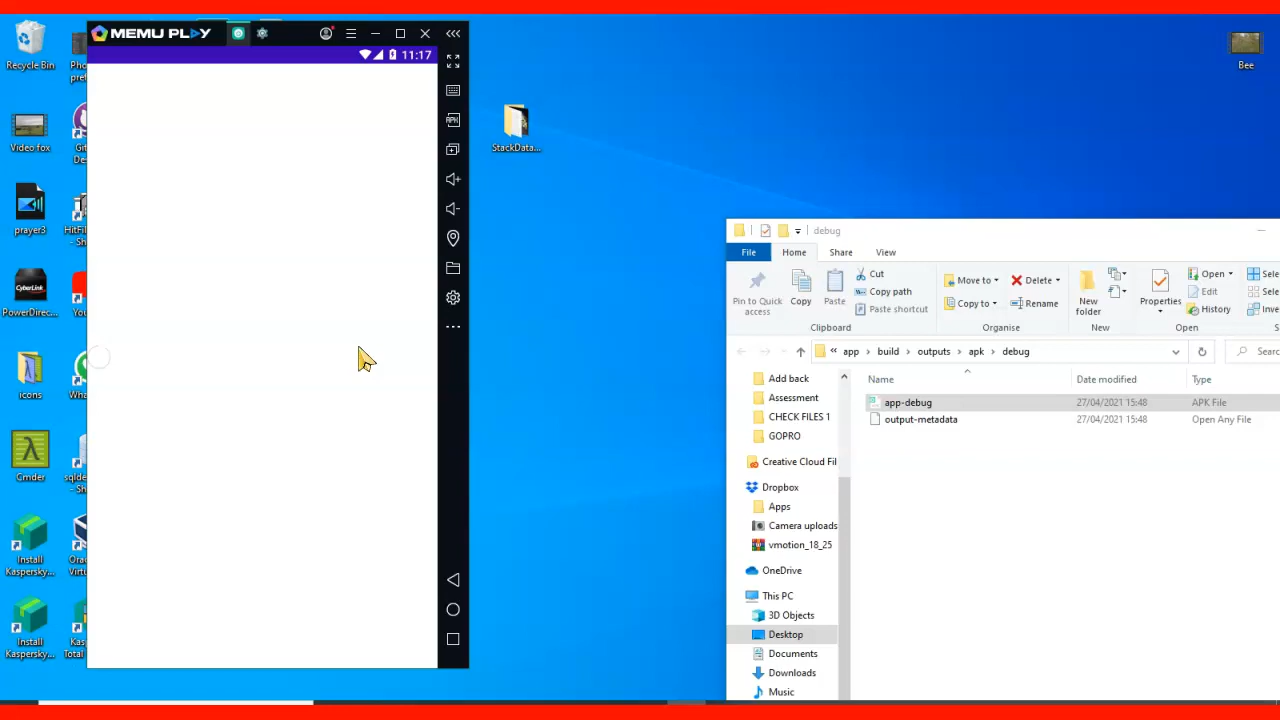 MEMU PLAY
11:17
APK
Recycle Bin
Video fox
prayer3
PowerDirec...
icons
Cmder
Install
Kaspersky...
Install
Kaspersky...
StackData...
Bee
debug
File
Home
Share
View
Pin to Quick
access
Copy
Paste
Cut
Copy path
Paste shortcut
Clipboard
Move to
Copy to
Delete
Rename
Organise
New
folder
New
Properties
Open
Edit
History
Open
« app > build > outputs > apk > debug
Add back
Assessment
CHECK FILES 1
GOPRO
Creative Cloud Fil
Dropbox
Apps
Camera uploads
vmotion_18_25
OneDrive
This PC
3D Objects
Desktop
Documents
Downloads
Music
Name
Date modified
Type
app-debug
27/04/2021 15:48
APK File
output-metadata
27/04/2021 15:48
Open Any File